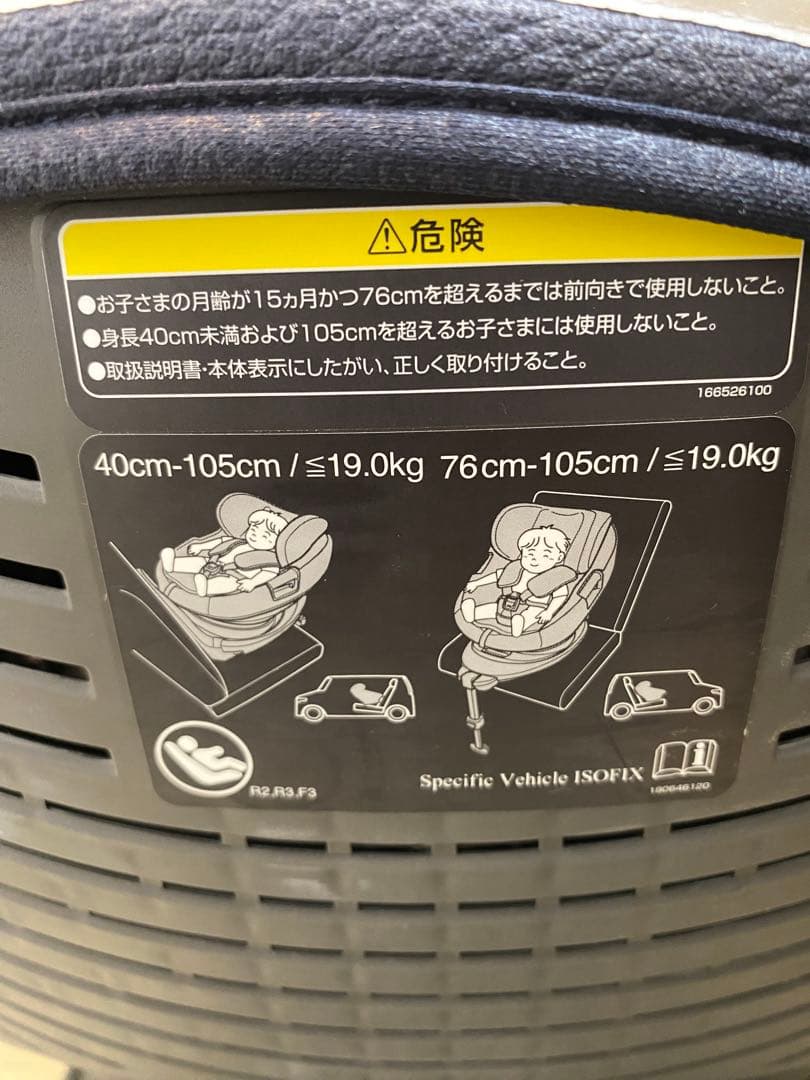 ⚠危険
●お子さまの月齢が15ヵ月かつ76cmを超えるまでは前向きで使用しないこと。
●身長40cm未満および105cmを超えるお子さまには使用しないこと。
●取扱説明書・本体表示にしたがい、正しく取り付けること。
166526100
40cm-105cm / ≦19.0kg 76cm-105cm / ≦19.0kg
R2,R3,F3
Specific Vehicle ISOFIX
i
190646120